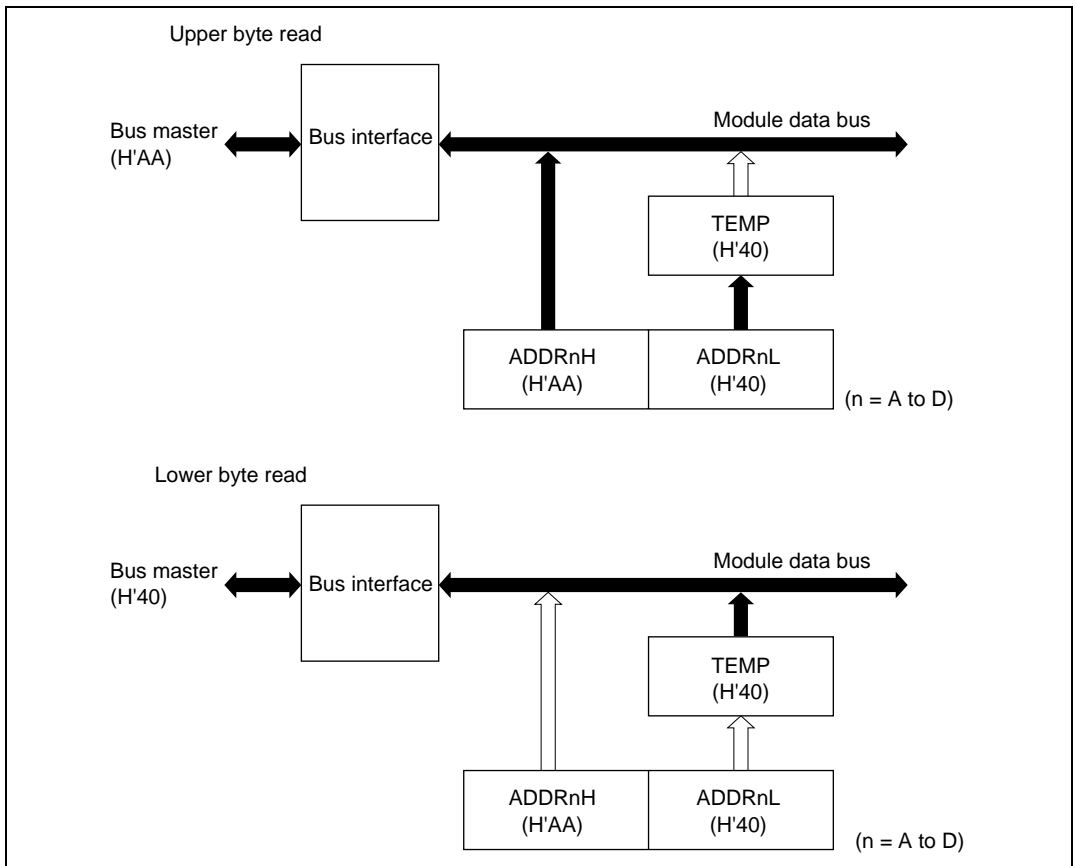 Upper byte read
Bus master
(H'AA)
Bus interface
Module data bus
TEMP
(H'40)
ADDRnH
(H'AA)
ADDRnL
(H'40)
(n = A to D)
Lower byte read
Bus master
(H'40)
Bus interface
Module data bus
TEMP
(H'40)
ADDRnH
(H'AA)
ADDRnL
(H'40)
(n = A to D)